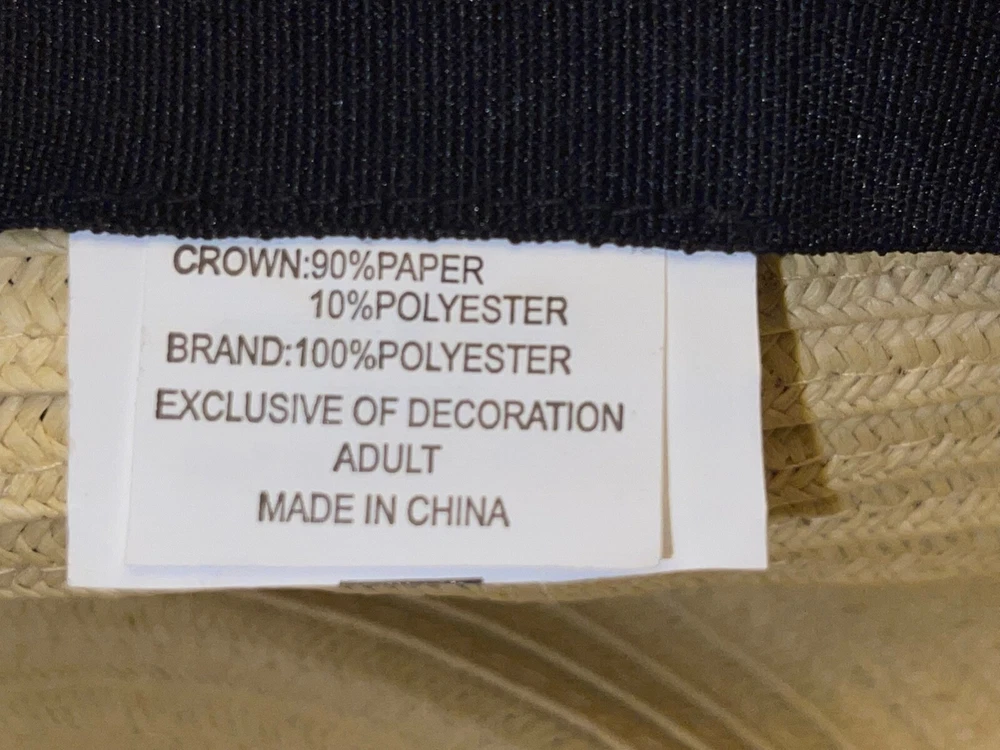 CROWN:90%PAPER
10%POLYESTER
BRAND:100%POLYESTER
EXCLUSIVE OF DECORATION
ADULT
MADE IN CHINA